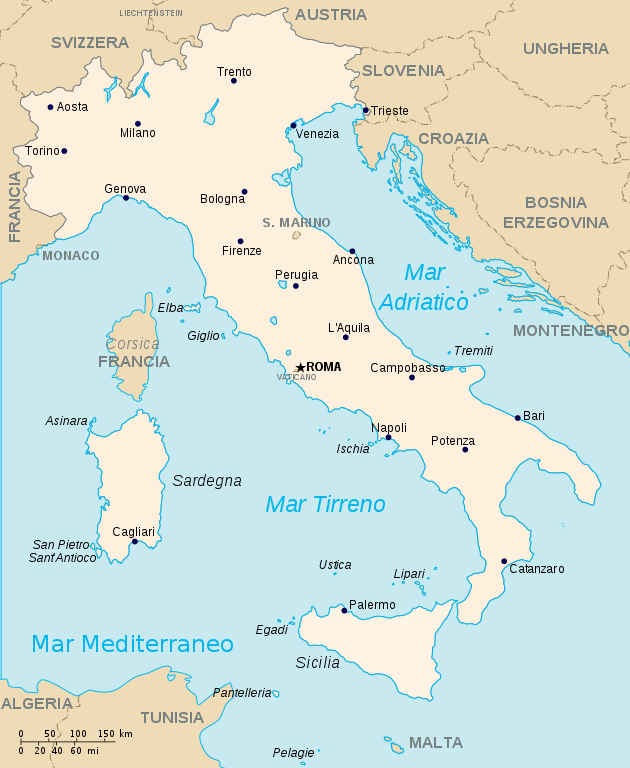 LIECHTENSTEIN
AUSTRIA
SVIZZERA
UNGHERIA
Trento
SLOVENIA
Aosta
Trieste
Milano
Venezia
CROAZIA
Torino
Genova
Bologna
BOSNIA
ERZEGOVINA
FRANCIA
S. MARINO
Firenze
MONACO
Ancona
Perugia
Mar
Adriatico
Elba
L'Aquila
MONTENEGRO
Giglio
Corsica
FRANCIA
Tremiti
ROMA
VATICANO
Campobasso
Asinara
Bari
Napoli
Ischia
Potenza
Sardegna
Mar Tirreno
Cagliari
San Pietro
Sant'Antioco
Ustica
Lipari
Catanzaro
Palermo
Egadi
Mar Mediterraneo
Sicilia
Pantelleria
ALGERIA
TUNISIA
0 50 100 150 km
0 20 40 60 mi
MALTA
Pelagie